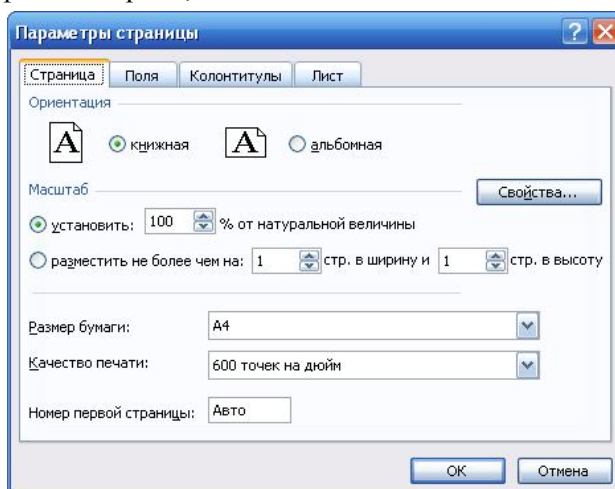 Параметры страницы
Страница Поля Колонтитулы Лист
Ориентация
A книжная A альбомная
Масштаб
Свойства...
установить: 100 % от натуральной величины
разместить не более чем на: 1 стр. в ширину и 1 стр. в высоту
Размер бумаги: A4
Качество печати: 600 точек на дюйм
Номер первой страницы: Авто
ОК Отмена